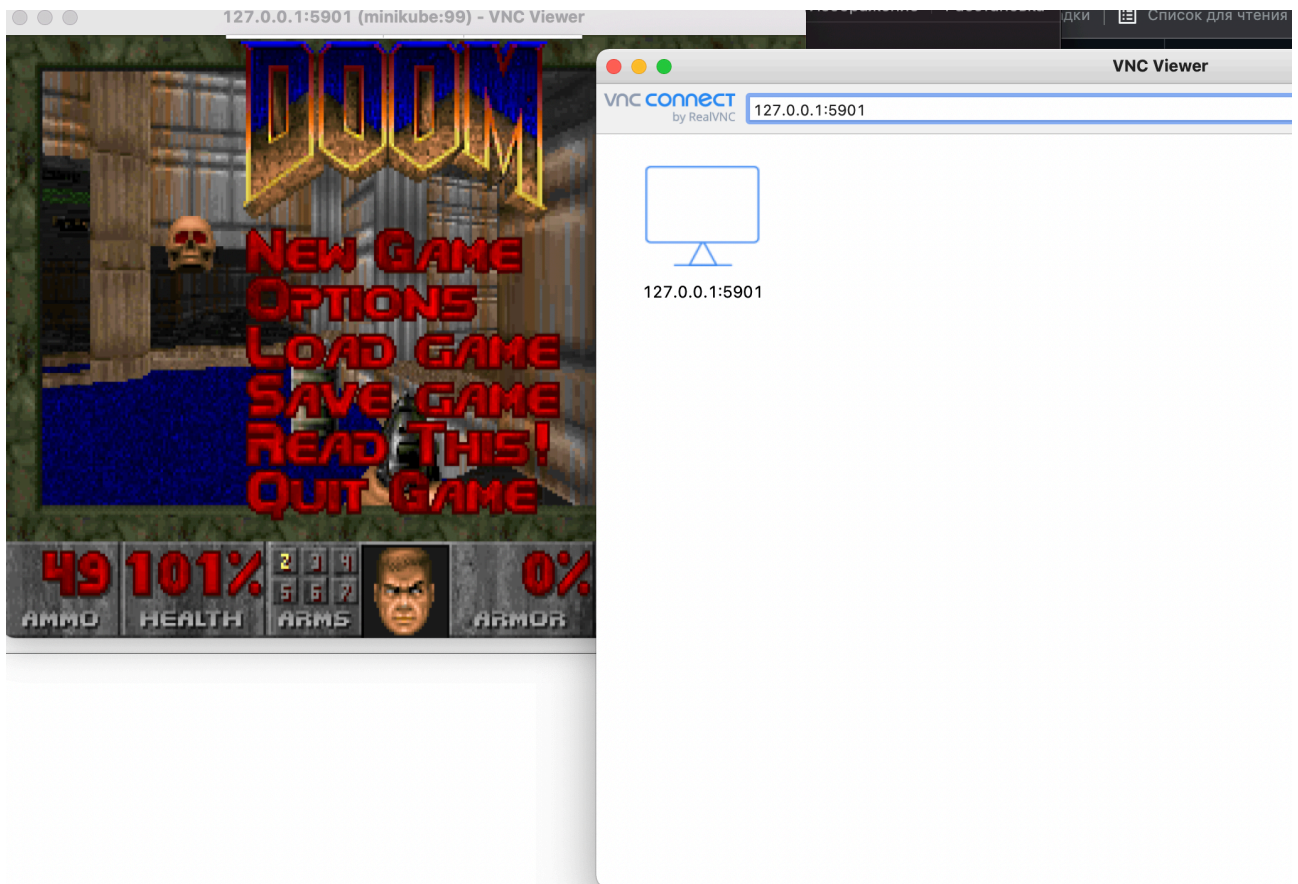 127.0.0.1:5901 (minikube:99) - VNC Viewer
Список для чтения
DOOM
New Game
Options
Load Game
Save Game
Read This!
Quit Game
49 101% 2 3 4 0%
5 6 7
AMMO HEALTH ARMS ARMOR
VNC Viewer
vnc connect
by RealVNC
127.0.0.1:5901
127.0.0.1:5901